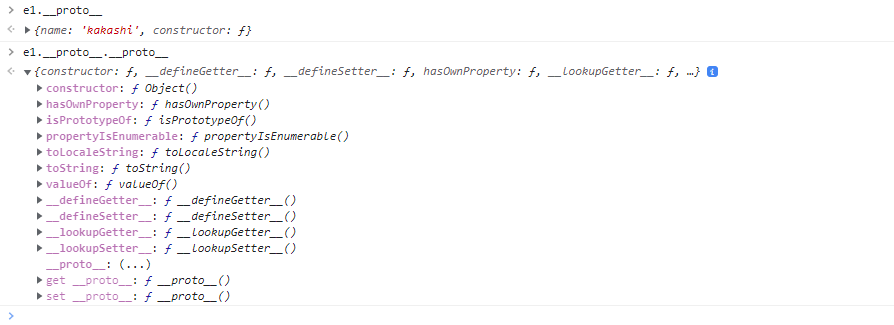 > e1.__proto__
< ▶ {name: 'kakashi', constructor: ƒ}
> e1.__proto__.__proto__
< ▼ {constructor: ƒ, __defineGetter__: ƒ, __defineSetter__: ƒ, hasOwnProperty: ƒ, __lookupGetter__: ƒ, …} i
▶ constructor: ƒ Object()
▶ hasOwnProperty: ƒ hasOwnProperty()
▶ isPrototypeOf: ƒ isPrototypeOf()
▶ propertyIsEnumerable: ƒ propertyIsEnumerable()
▶ toLocaleString: ƒ toLocaleString()
▶ toString: ƒ toString()
▶ valueOf: ƒ valueOf()
▶ __defineGetter__: ƒ __defineGetter__()
▶ __defineSetter__: ƒ __defineSetter__()
▶ __lookupGetter__: ƒ __lookupGetter__()
▶ __lookupSetter__: ƒ __lookupSetter__()
__proto__: (...)
▶ get __proto__: ƒ __proto__()
▶ set __proto__: ƒ __proto__()
>